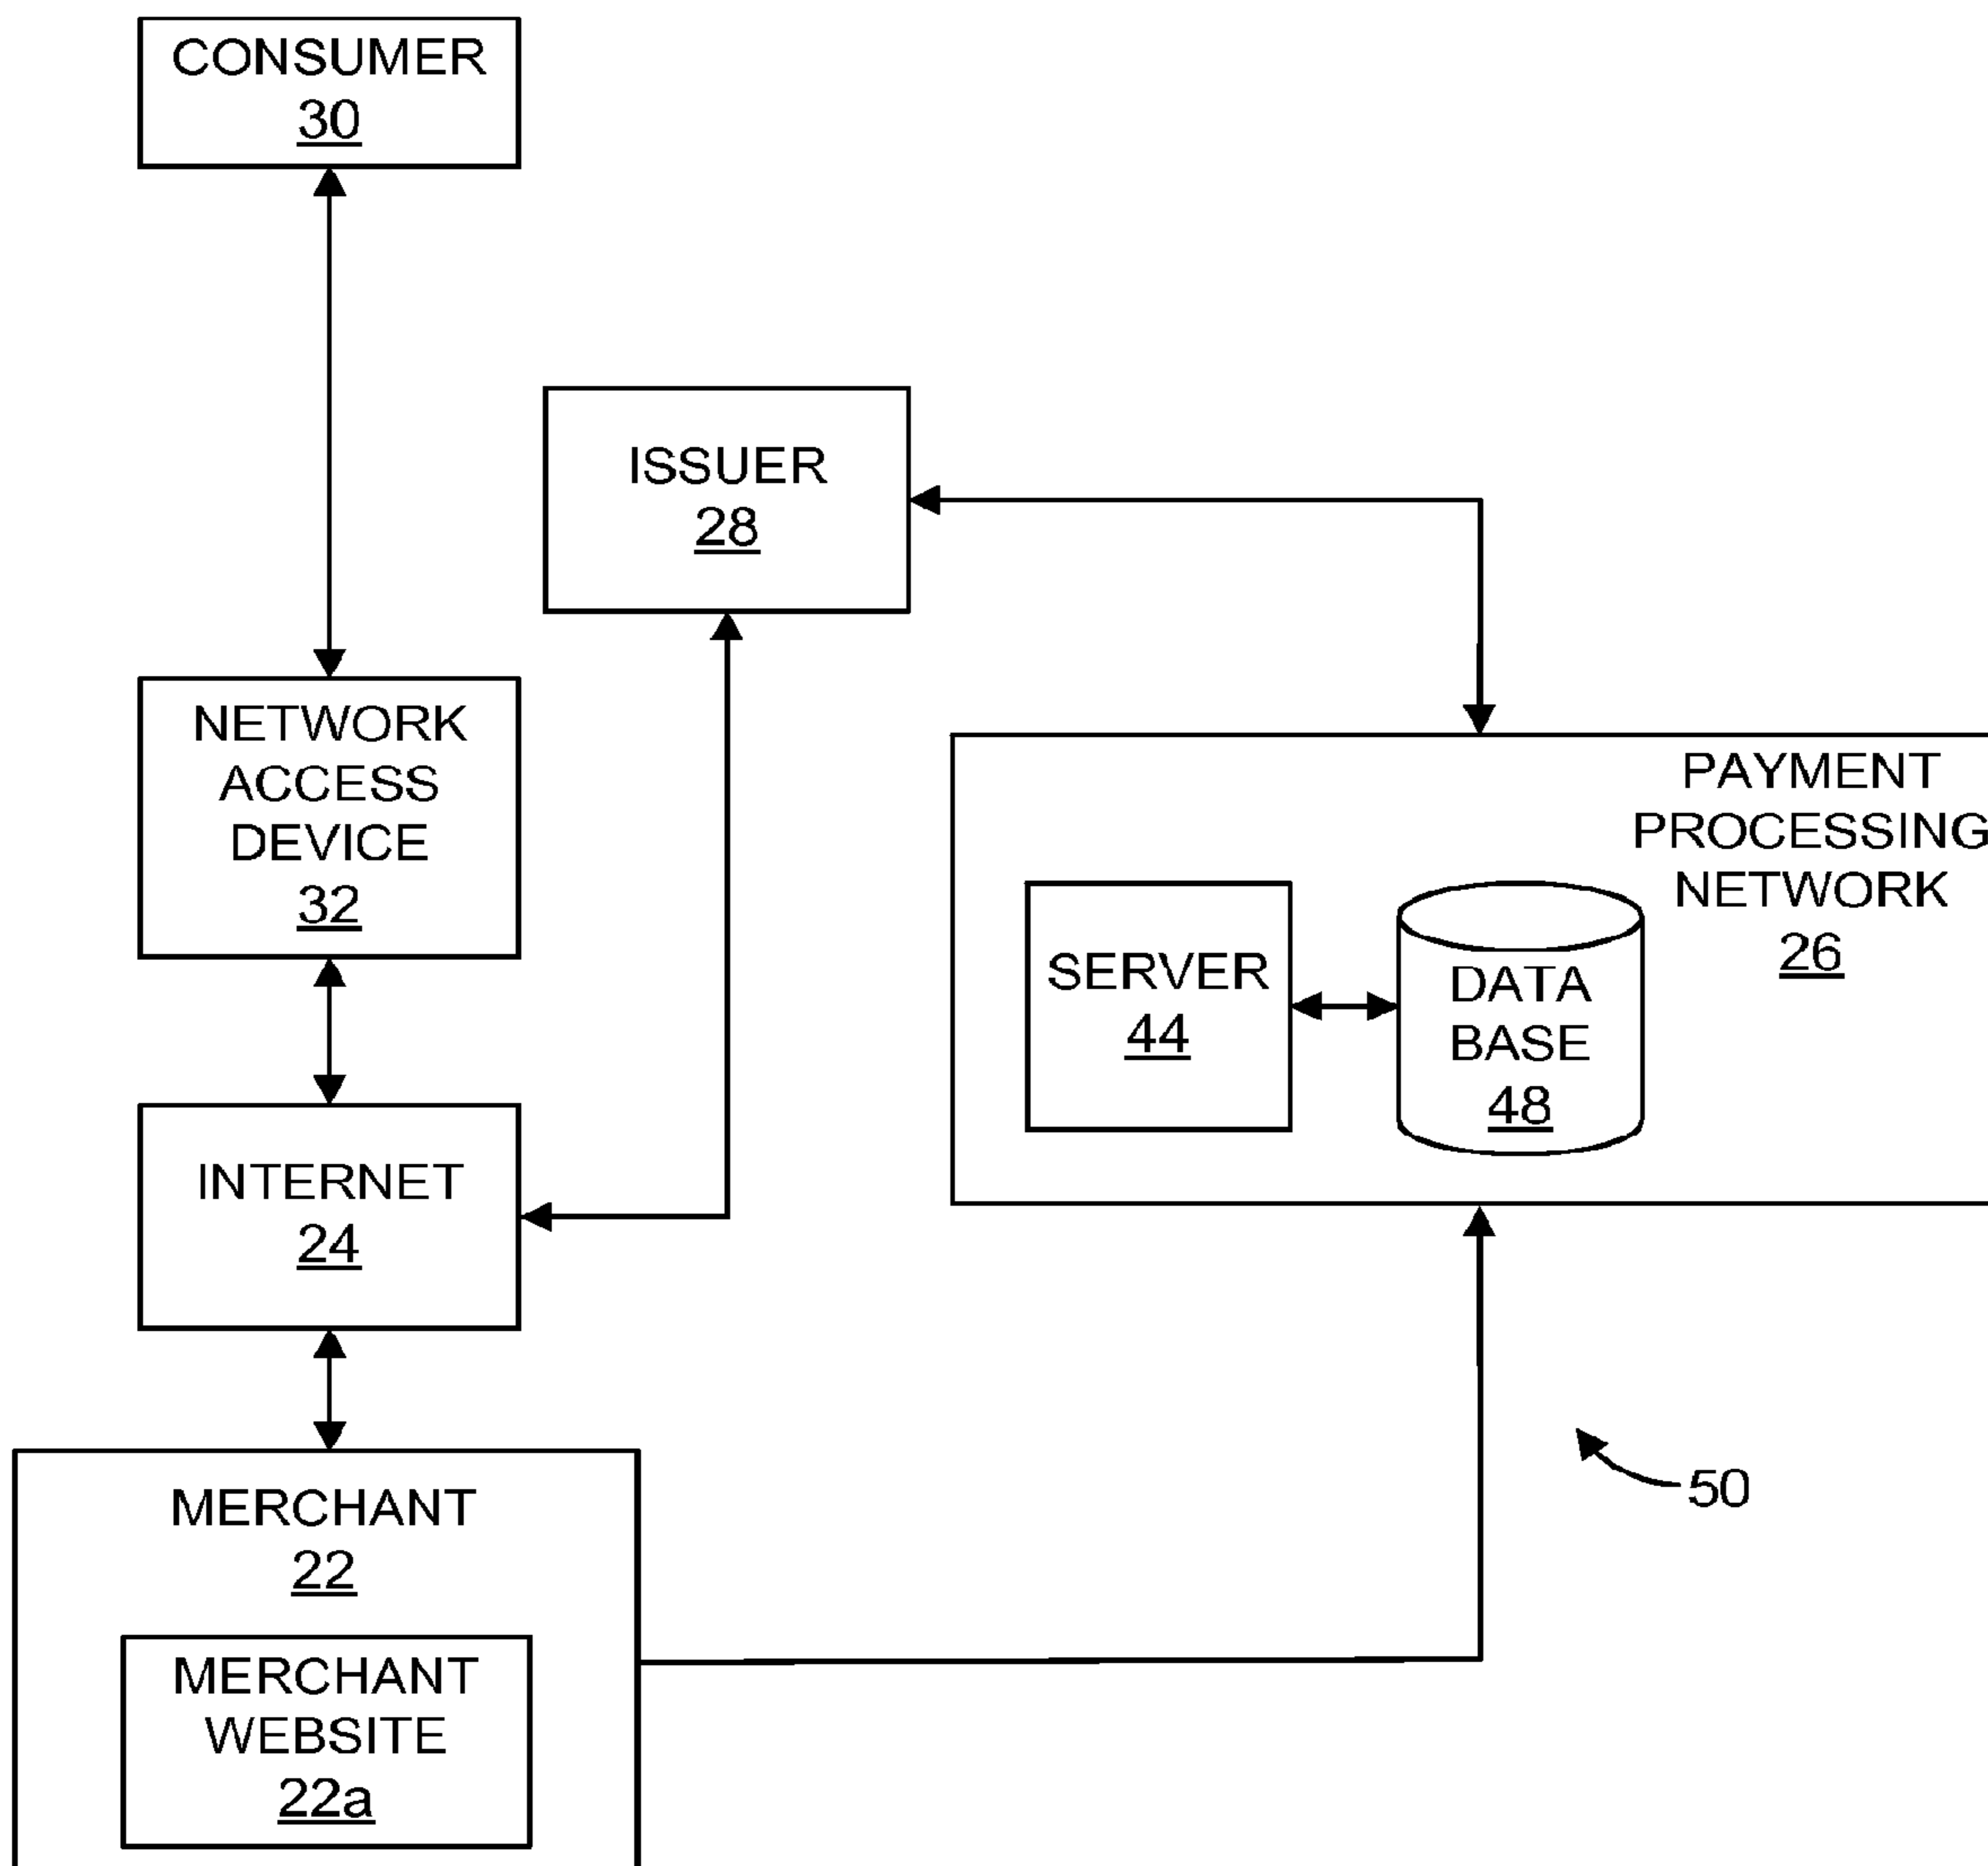 CONSUMER
30
ISSUER
28
NETWORK
ACCESS
DEVICE
32
PAYMENT
PROCESSING
NETWORK
26
SERVER
44
DATA
BASE
48
INTERNET
24
MERCHANT
22
MERCHANT
WEBSITE
22a
50